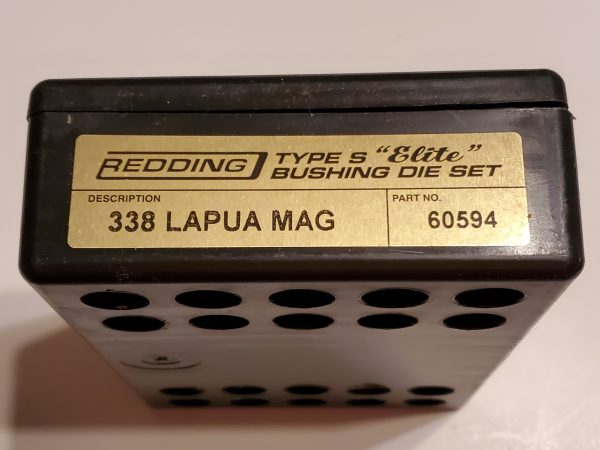 REDDING TYPE S "Elite"
BUSHING DIE SET
DESCRIPTION
338 LAPUA MAG
PART NO.
60594